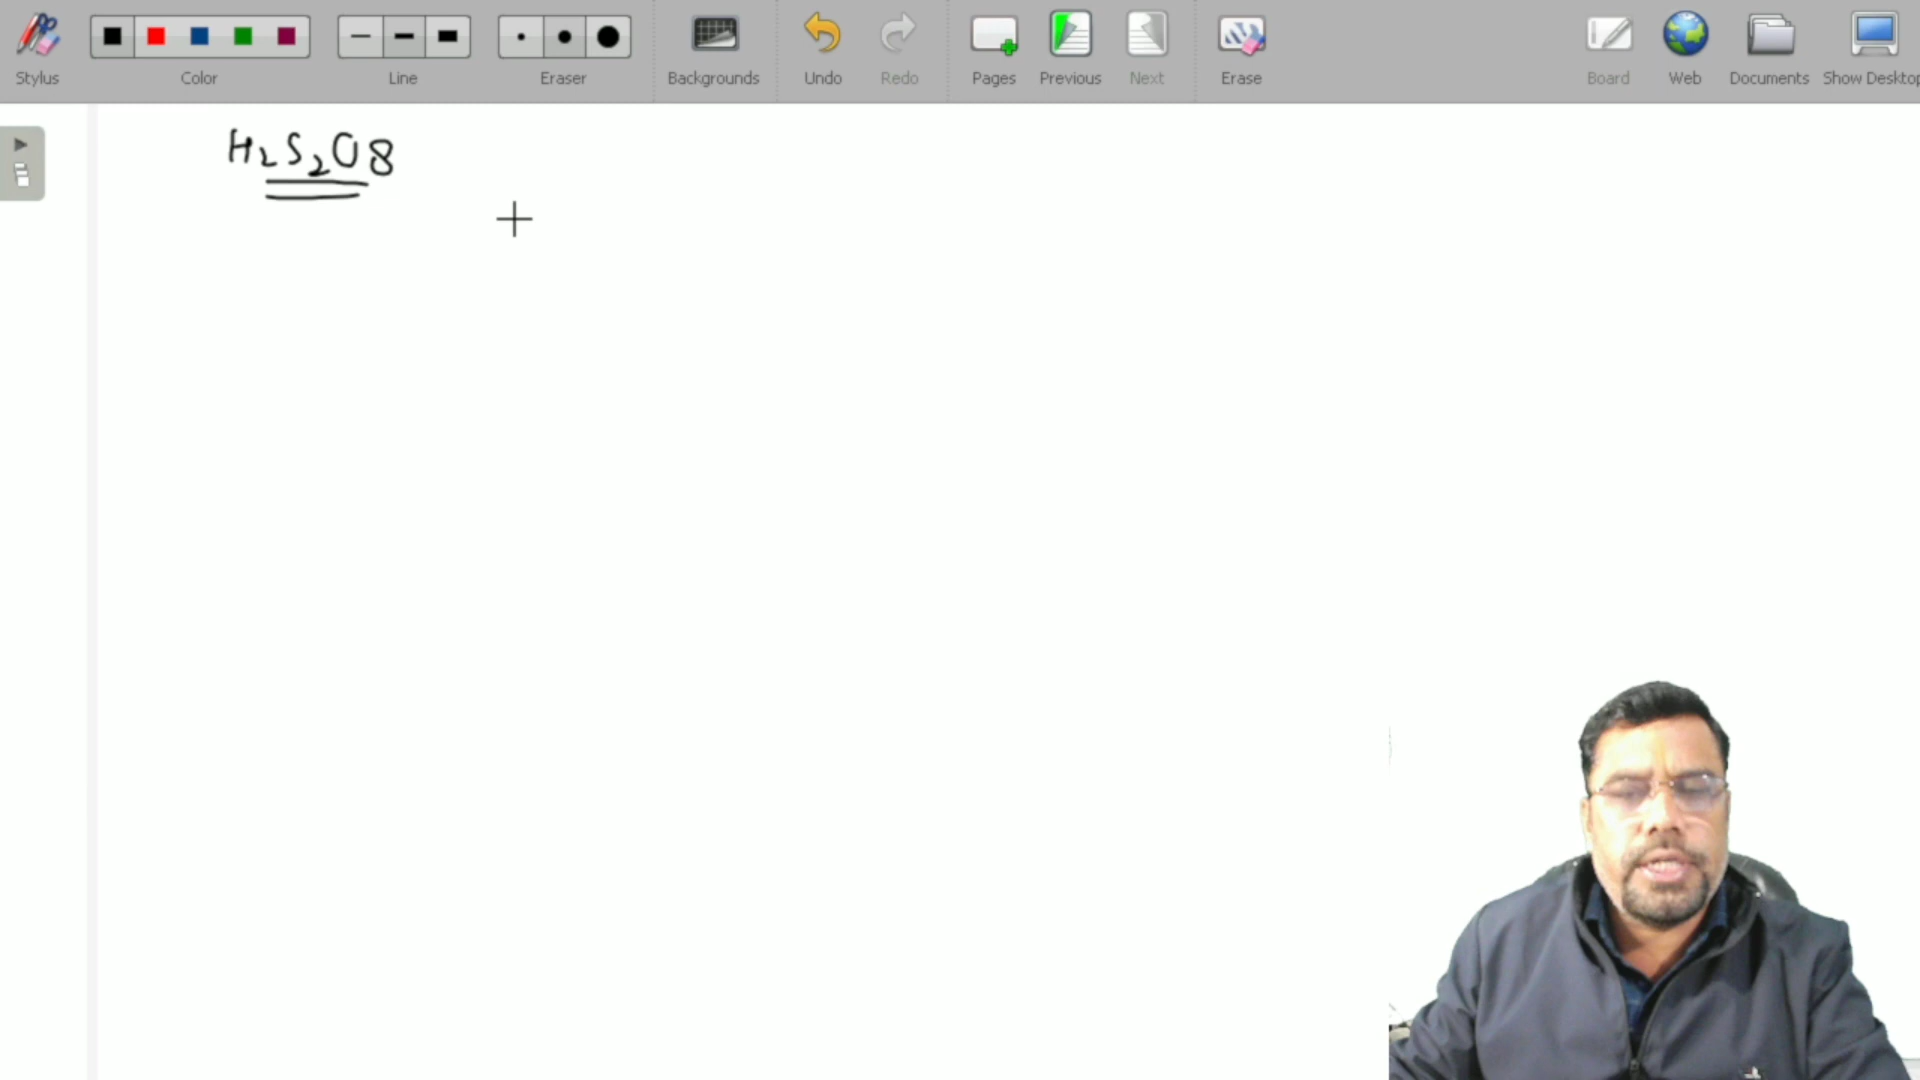 Stylus Color Line Eraser Backgrounds Undo Redo Pages Previous Next Erase Board Web Documents Show Desktop
H₂S₂O8